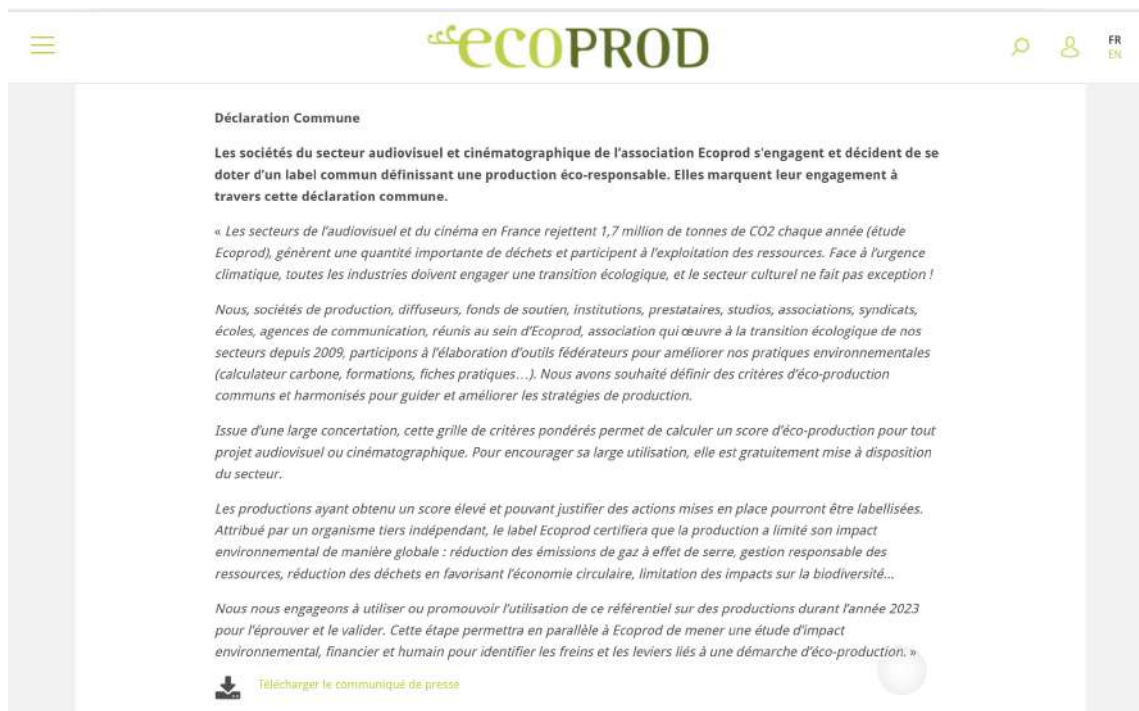 ecoPROD
FR
EN
Déclaration Commune
Les sociétés du secteur audiovisuel et cinématographique de l'association Ecoprod s'engagent et décident de se
doter d'un label commun définissant une production éco-responsable. Elles marquent leur engagement à
travers cette déclaration commune.
« Les secteurs de l'audiovisuel et du cinéma en France rejettent 1,7 million de tonnes de CO2 chaque année (étude
Ecoprod), génèrent une quantité importante de déchets et participent à l'exploitation des ressources. Face à l'urgence
climatique, toutes les industries doivent engager une transition écologique, et le secteur culturel ne fait pas exception !
Nous, sociétés de production, diffuseurs, fonds de soutien, institutions, prestataires, studios, associations, syndicats,
écoles, agences de communication, réunis au sein d'Ecoprod, association qui œuvre à la transition écologique de nos
secteurs depuis 2009, participons à l'élaboration d'outils fédérateurs pour améliorer nos pratiques environnementales
(calculateur carbone, formations, fiches pratiques…). Nous avons souhaité définir des critères d'éco-production
communs et harmonisés pour guider et améliorer les stratégies de production.
Issue d'une large concertation, cette grille de critères pondérés permet de calculer un score d'éco-production pour tout
projet audiovisuel ou cinématographique. Pour encourager sa large utilisation, elle est gratuitement mise à disposition
du secteur.
Les productions ayant obtenu un score élevé et pouvant justifier des actions mises en place pourront être labellisées.
Attribué par un organisme tiers indépendant, le label Ecoprod certifiera que la production a limité son impact
environnemental de manière globale : réduction des émissions de gaz à effet de serre, gestion responsable des
ressources, réduction des déchets en favorisant l'économie circulaire, limitation des impacts sur la biodiversité...
Nous nous engageons à utiliser ou promouvoir l'utilisation de ce référentiel sur des productions durant l'année 2023
pour l'éprouver et le valider. Cette étape permettra en parallèle à Ecoprod de mener une étude d'impact
environnemental, financier et humain pour identifier les freins et les leviers liés à une démarche d'éco-production. »
Télécharger le communiqué de presse